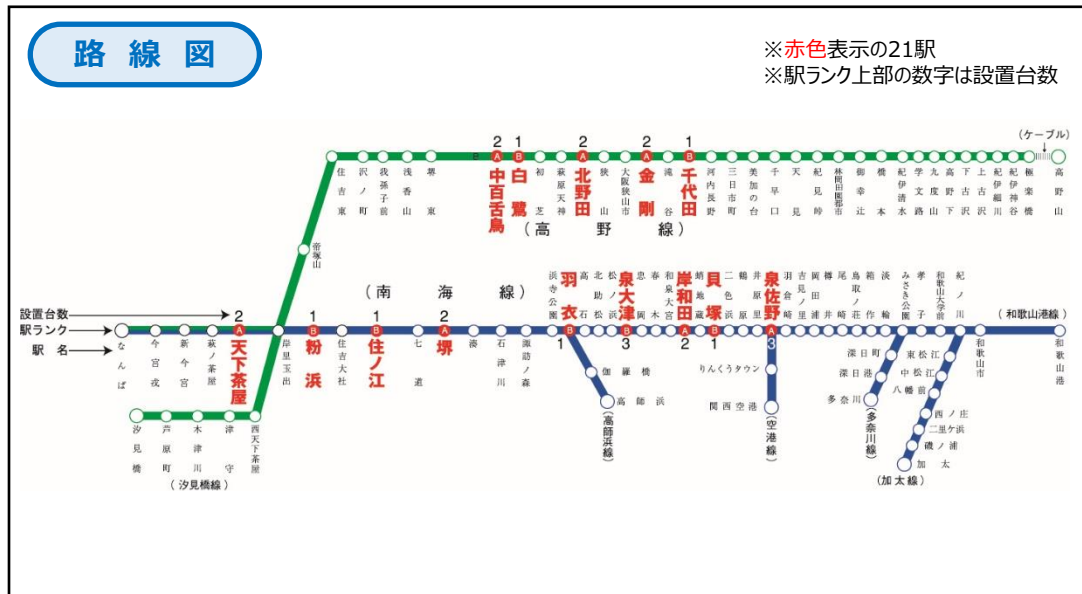 路線図
※赤色表示の21駅
※駅ランク上部の数字は設置台数
(ケーブル)
2 1 2 2 1
A B A A B
住吉東
沢ノ町
我孫子前
浅香山
堺東
中百舌鳥
白鷺
初芝
萩原天神
北野田
狭山
大阪狭山市
金剛
滝谷
千代田
河内長野
三日市町
美加の台
千早口
天見
紀見峠
林間田園都市
御幸辻
橋本
紀伊清水
学文路
九度山
高野下
下古沢
上古沢
紀伊細川
紀伊神谷
極楽橋
高野山
(高野線)
帝塚山
(南海線)
設置台数
駅ランク
駅名
2 1 1 2
A B B A
なんば
今宮戎
新今宮
萩ノ茶屋
天下茶屋
岸里玉出
粉浜
住吉大社
住ノ江
七道
堺
湊
石津川
諏訪ノ森
浜寺公園
羽衣
高石
北助松
松ノ浜
泉大津
忠岡
春木
和泉大宮
岸和田
蛸地蔵
貝塚
二色浜
鶴原
井原里
泉佐野
羽倉崎
吉見ノ里
岡田浦
樽井
尾崎
鳥取ノ荘
箱作
淡輪
みさき公園
孝子
和歌山大学前
紀ノ川
和歌山市
(和歌山港線)
和歌山港
B B A B A
1 3 2 1 3
伽羅橋
高師浜
(高師浜線)
りんくうタウン
関西空港
(空港線)
深日町
深日港
多奈川
(多奈川線)
東松江
中松江
八幡前
西ノ庄
二里ケ浜
磯ノ浦
加太
(加太線)
汐見橋
芦原町
木津川
津守
西天下茶屋
(汐見橋線)